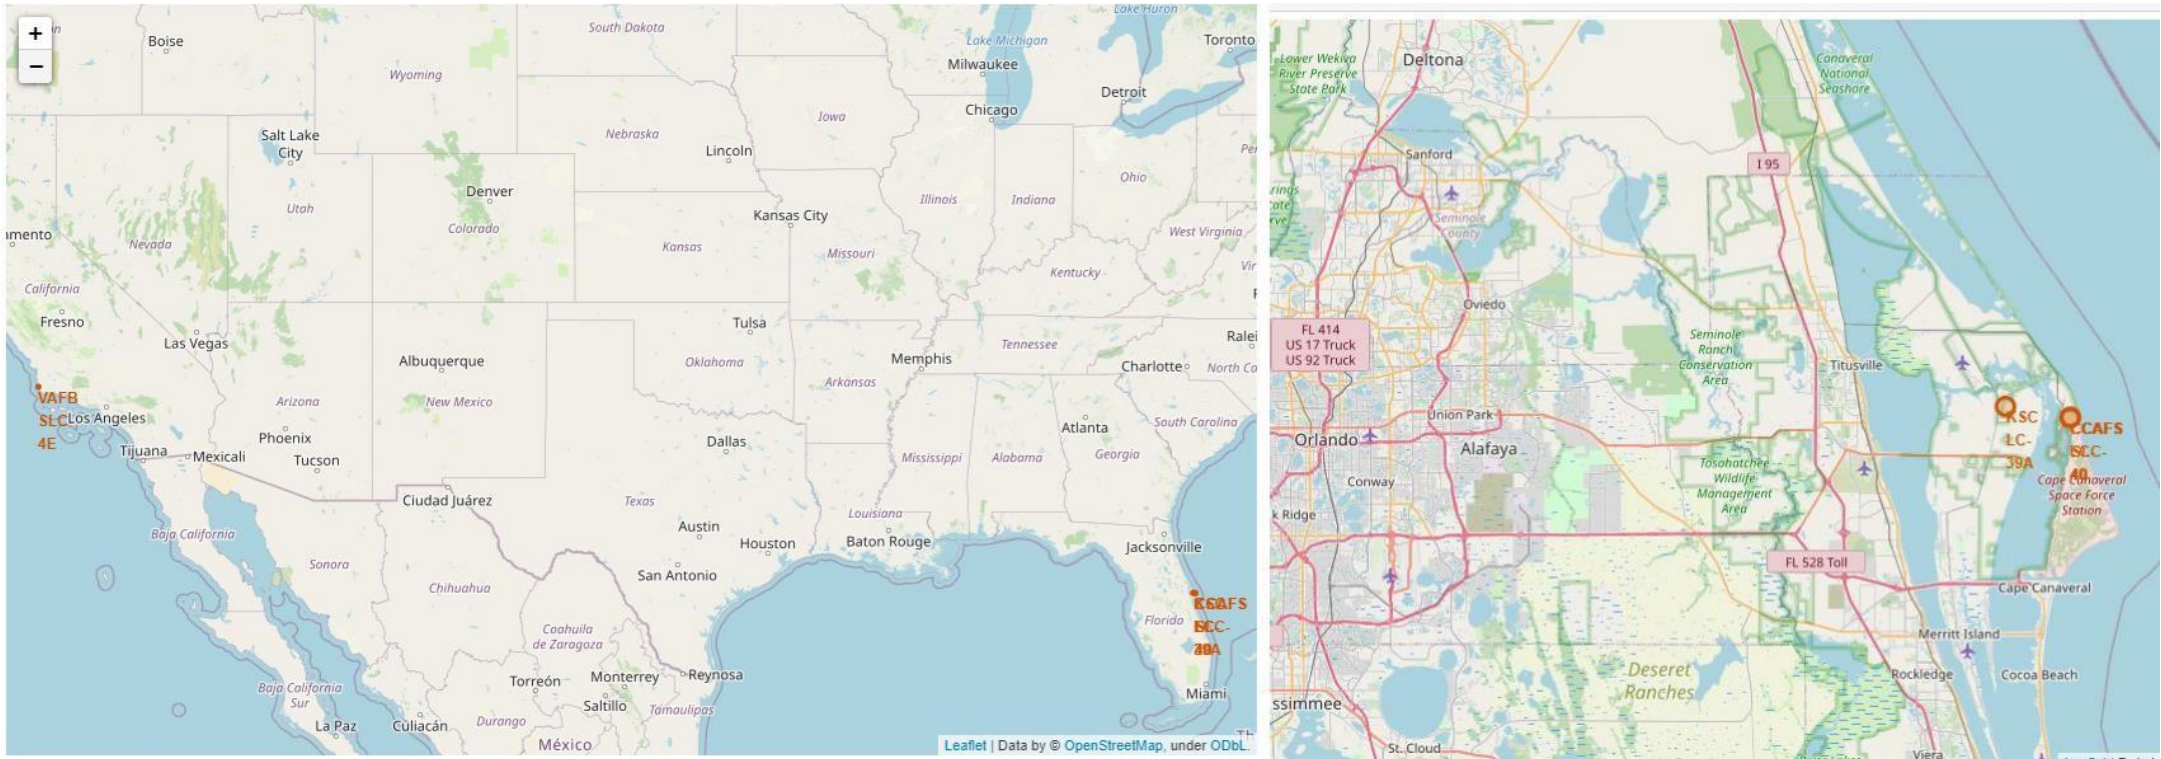 +
−
Boise
South Dakota
Wyoming
Lake Huron
Lake Michigan
Toronto
Milwaukee
Detroit
Chicago
Iowa
Salt Lake
City
Nebraska
Lincoln
Ohio
Denver
Utah
Illinois
Indiana
Kansas City
Colorado
Nevada
Kansas
Missouri
West Virginia
Kentucky
California
Fresno
Las Vegas
Tulsa
Albuquerque
Oklahoma
Memphis
Tennessee
Charlotte
Arkansas
VAFB
SLC-
4E
Los Angeles
Arizona
New Mexico
Phoenix
Tucson
Tijuana
Mexicali
Dallas
Atlanta
South Carolina
Mississippi
Alabama
Georgia
Ciudad Juárez
Texas
Louisiana
Baton Rouge
Baja California
Austin
Houston
Jacksonville
Sonora
Chihuahua
San Antonio
CCAFS
Florida
Coahuila
de Zaragoza
Baja California
Sur
Torreón
Monterrey
Reynosa
Saltillo
Tamaulipas
Miami
La Paz
Culiacán
Durango
México
Leaflet | Data by © OpenStreetMap, under ODbL.
Lower Wekiva
River Preserve
State Park
Deltona
Canaveral
National
Seashore
Sanford
I 95
Seminole
County
Oviedo
FL 414
US 17 Truck
US 92 Truck
Seminole
Ranch
Conservation
Area
Titusville
KSC
LC-
39A
CCAFS
Union Park
Orlando
Alafaya
Conway
Tosohatchee
Wildlife
Management
Area
Cape Canaveral
Space Force
Station
k Ridge
FL 528 Toll
Cape Canaveral
Merritt Island
Deseret
Ranches
Rockledge
Cocoa Beach
ssimmee
St. Cloud
Viera